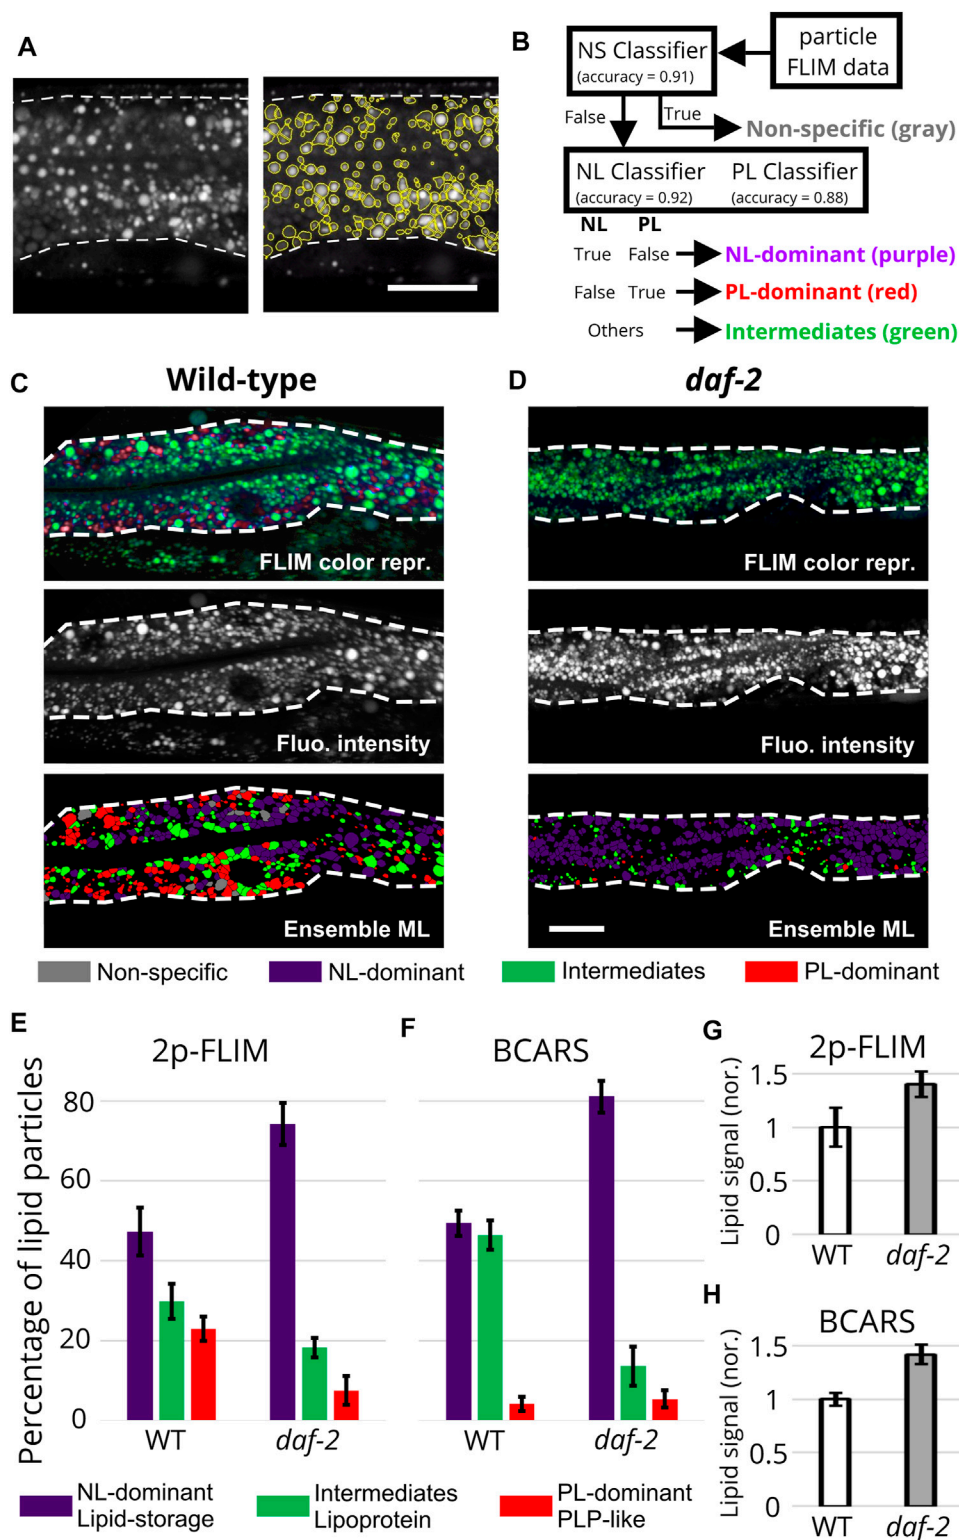 A
B
NS Classifier
(accuracy = 0.91)
particle
FLIM data
False
True
Non-specific (gray)
NL Classifier
(accuracy = 0.92)
PL Classifier
(accuracy = 0.88)
NL PL
True False NL-dominant (purple)
False True PL-dominant (red)
Others Intermediates (green)
C
Wild-type
FLIM color repr.
Fluo. intensity
Ensemble ML
D
daf-2
FLIM color repr.
Fluo. intensity
Ensemble ML
Non-specific
NL-dominant
Intermediates
PL-dominant
E
2p-FLIM
Percentage of lipid particles
80
60
40
20
0
WT
daf-2
F
BCARS
WT
daf-2
NL-dominant
Lipid-storage
Intermediates
Lipoprotein
PL-dominant
PLP-like
G
2p-FLIM
Lipid signal (nor.)
1.5
1
0.5
0
WT
daf-2
H
BCARS
Lipid signal (nor.)
1.5
1
0.5
0
WT
daf-2